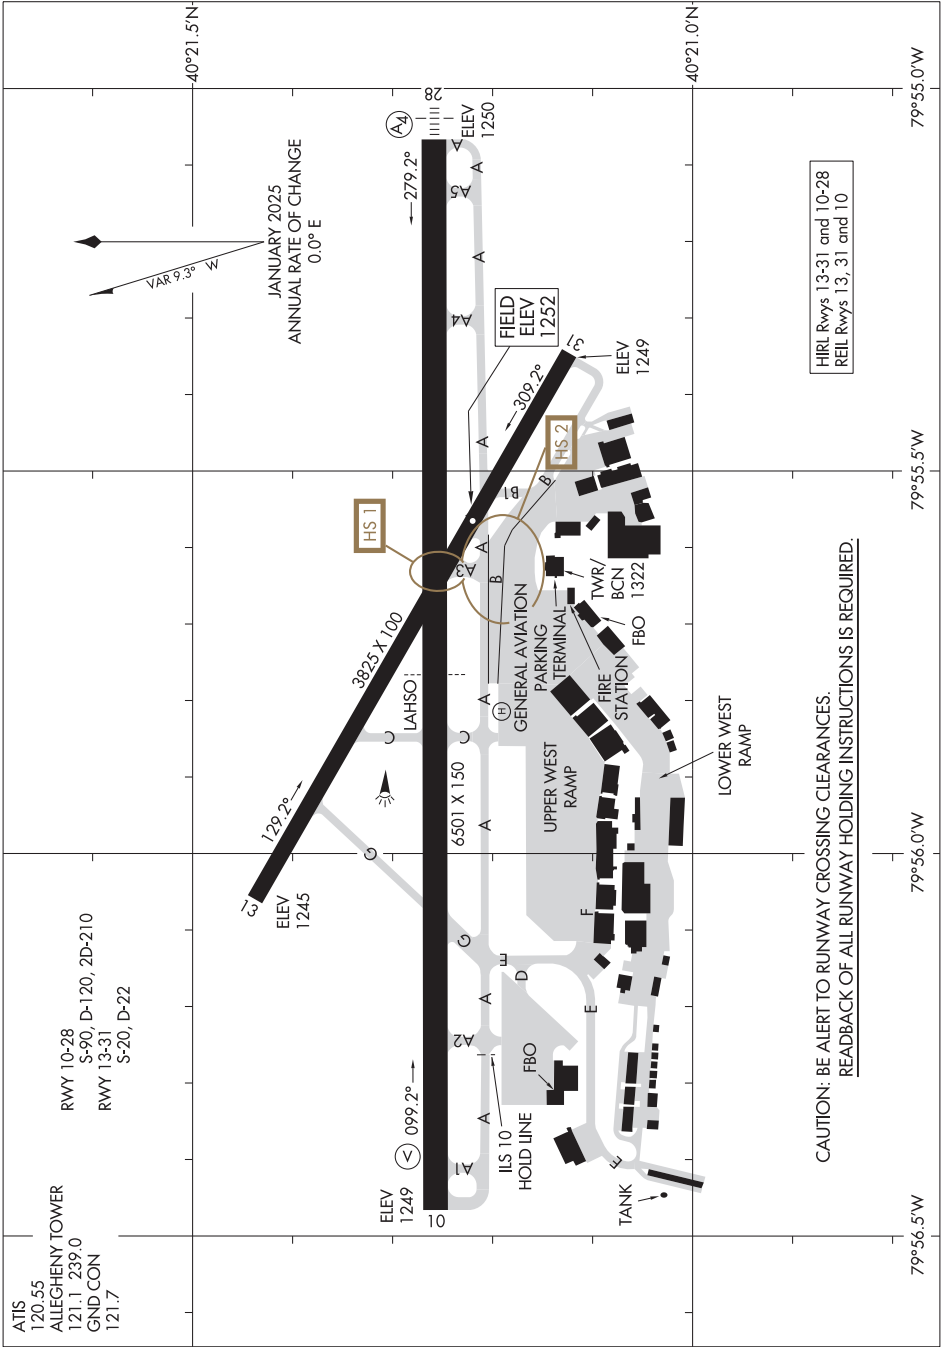 ATIS
120.55
ALLEGHENY TOWER
121.1 239.0
GND CON
121.7
RWY 10-28
S-90, D-120, 2D-210
RWY 13-31
S-20, D-22
40°21.5'N
40°21.0'N
79°55.0'W
79°55.5'W
79°56.0'W
79°56.5'W
VAR 9.3° W
JANUARY 2025
ANNUAL RATE OF CHANGE
0.0° E
HIRL Rwys 13-31 and 10-28
REIL Rwys 13, 31 and 10
A4
28
ELEV
1250
279.2°
A
A5
A
A
A4
FIELD
ELEV
1252
31
ELEV
1249
309.2°
A
HS 2
HS 1
B1
B
A
A3
B
3825 X 100
LAHSO
A
H
GENERAL AVIATION
PARKING
TERMINAL
TWR/
BCN
1322
FBO
FIRE
STATION
C
C
6501 X 150
A
UPPER WEST
RAMP
LOWER WEST
RAMP
129.2°
13
ELEV
1245
G
G
F
E
D
A
E
A2
FBO
ILS 10
HOLD LINE
A
A1
V
099.2°
ELEV
1249
10
F
TANK
CAUTION: BE ALERT TO RUNWAY CROSSING CLEARANCES.
READBACK OF ALL RUNWAY HOLDING INSTRUCTIONS IS REQUIRED.